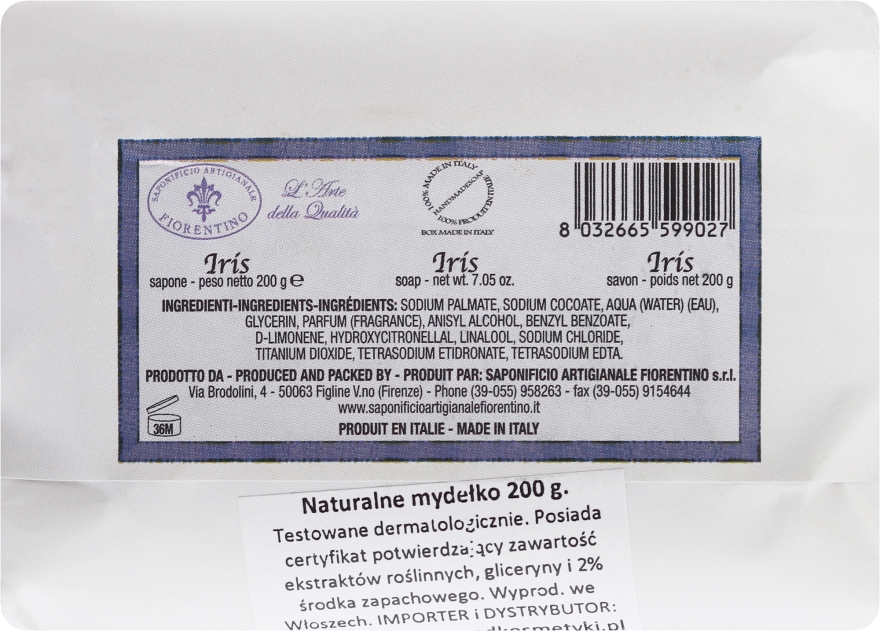 SAPONIFICIO ARTIGIANALE
FIORENTINO
L'Arte
della Qualità
100% MADE IN ITALY
HANDMADE SOAP
BOX MADE IN ITALY
8 032665 599027
Iris
sapone - peso netto 200 g e
Iris
soap - net wt. 7.05 oz.
Iris
savon - poids net 200 g
INGREDIENTI-INGREDIENTS-INGRÉDIENTS: SODIUM PALMATE, SODIUM COCOATE, AQUA (WATER) (EAU),
GLYCERIN, PARFUM (FRAGRANCE), ANISYL ALCOHOL, BENZYL BENZOATE,
D-LIMONENE, HYDROXYCITRONELLAL, LINALOOL, SODIUM CHLORIDE,
TITANIUM DIOXIDE, TETRASODIUM ETIDRONATE, TETRASODIUM EDTA.
PRODOTTO DA - PRODUCED AND PACKED BY - PRODUIT PAR: SAPONIFICIO ARTIGIANALE FIORENTINO s.r.l.
Via Brodolini, 4 - 50063 Figline V.no (Firenze) - Phone (39-055) 958263 - fax (39-055) 9154644
www.saponificioartigianalefiorentino.it
36M
PRODUIT EN ITALIE - MADE IN ITALY
Naturalne mydełko 200 g.
Testowane dermatologicznie. Posiada
certyfikat potwierdzający zawartość
ekstraktów roślinnych, gliceryny i 2%
środka zapachowego. Wyprod. we
Włoszech. IMPORTER i DYSTRYBUTOR: